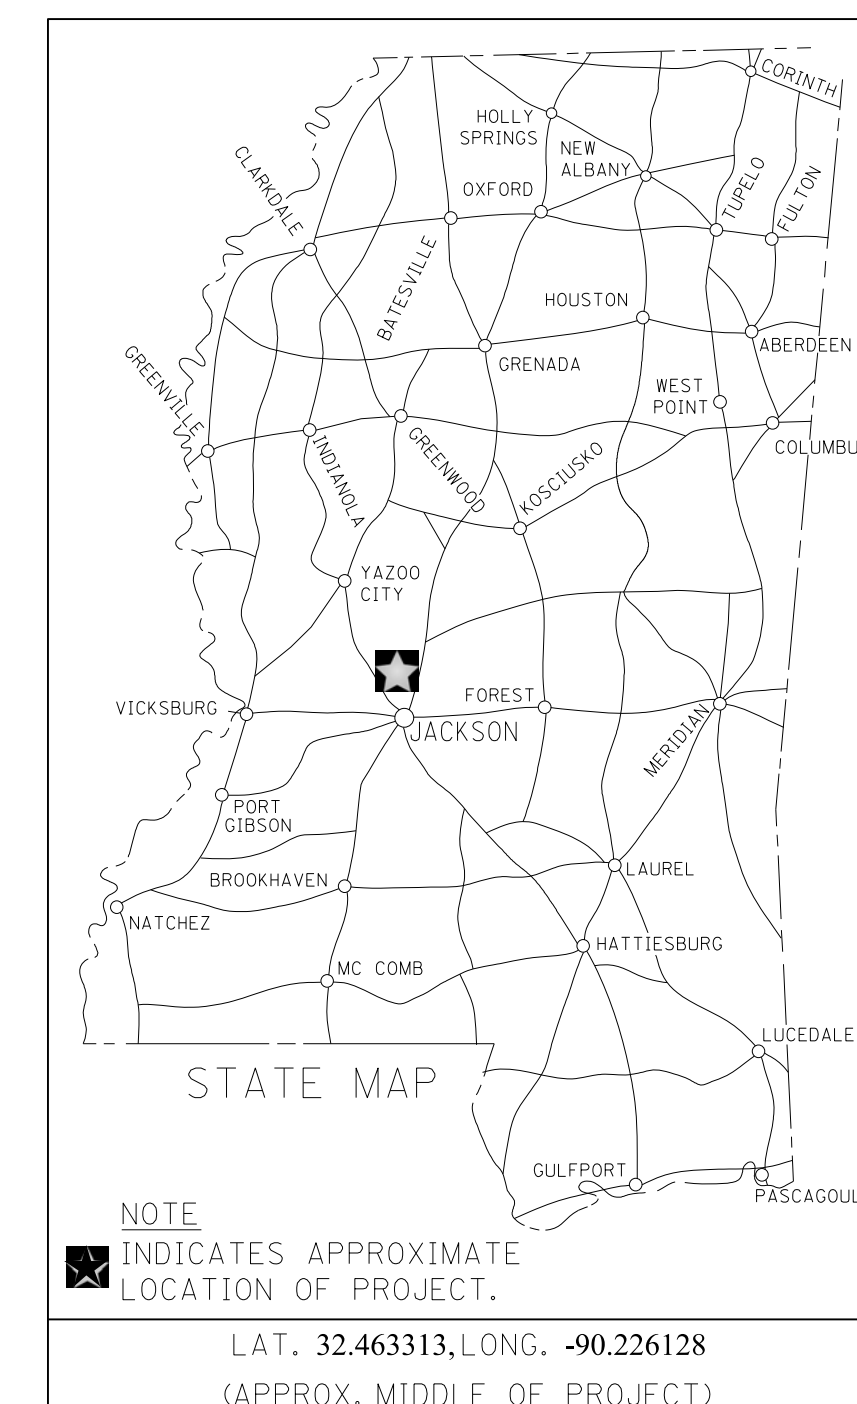 CORINTH
HOLLY
SPRINGS
NEW
ALBANY
CLARKDALE
OXFORD
TUPELO
FULTON
BATESVILLE
HOUSTON
ABERDEEN
GREENVILLE
GRENADA
WEST
POINT
COLUMBU
INDIANOLA
GREENWOOD
KOSCIUSKO
YAZOO
CITY
FOREST
VICKSBURG
JACKSON
MERIDIAN
PORT
GIBSON
BROOKHAVEN
LAUREL
NATCHEZ
HATTIESBURG
MC COMB
LUCEDALE
STATE MAP
GULFPORT
PASCAGOUL
NOTE
INDICATES APPROXIMATE
LOCATION OF PROJECT.
LAT. 32.463313, LONG. -90.226128
(APPROX. MIDDLE OF PROJECT)